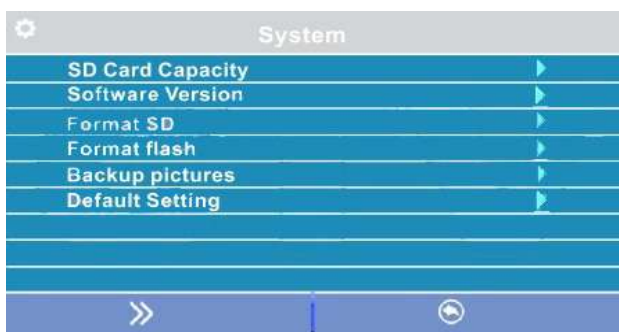 System
SD Card Capacity
Software Version
Format SD
Format flash
Backup pictures
Default Setting